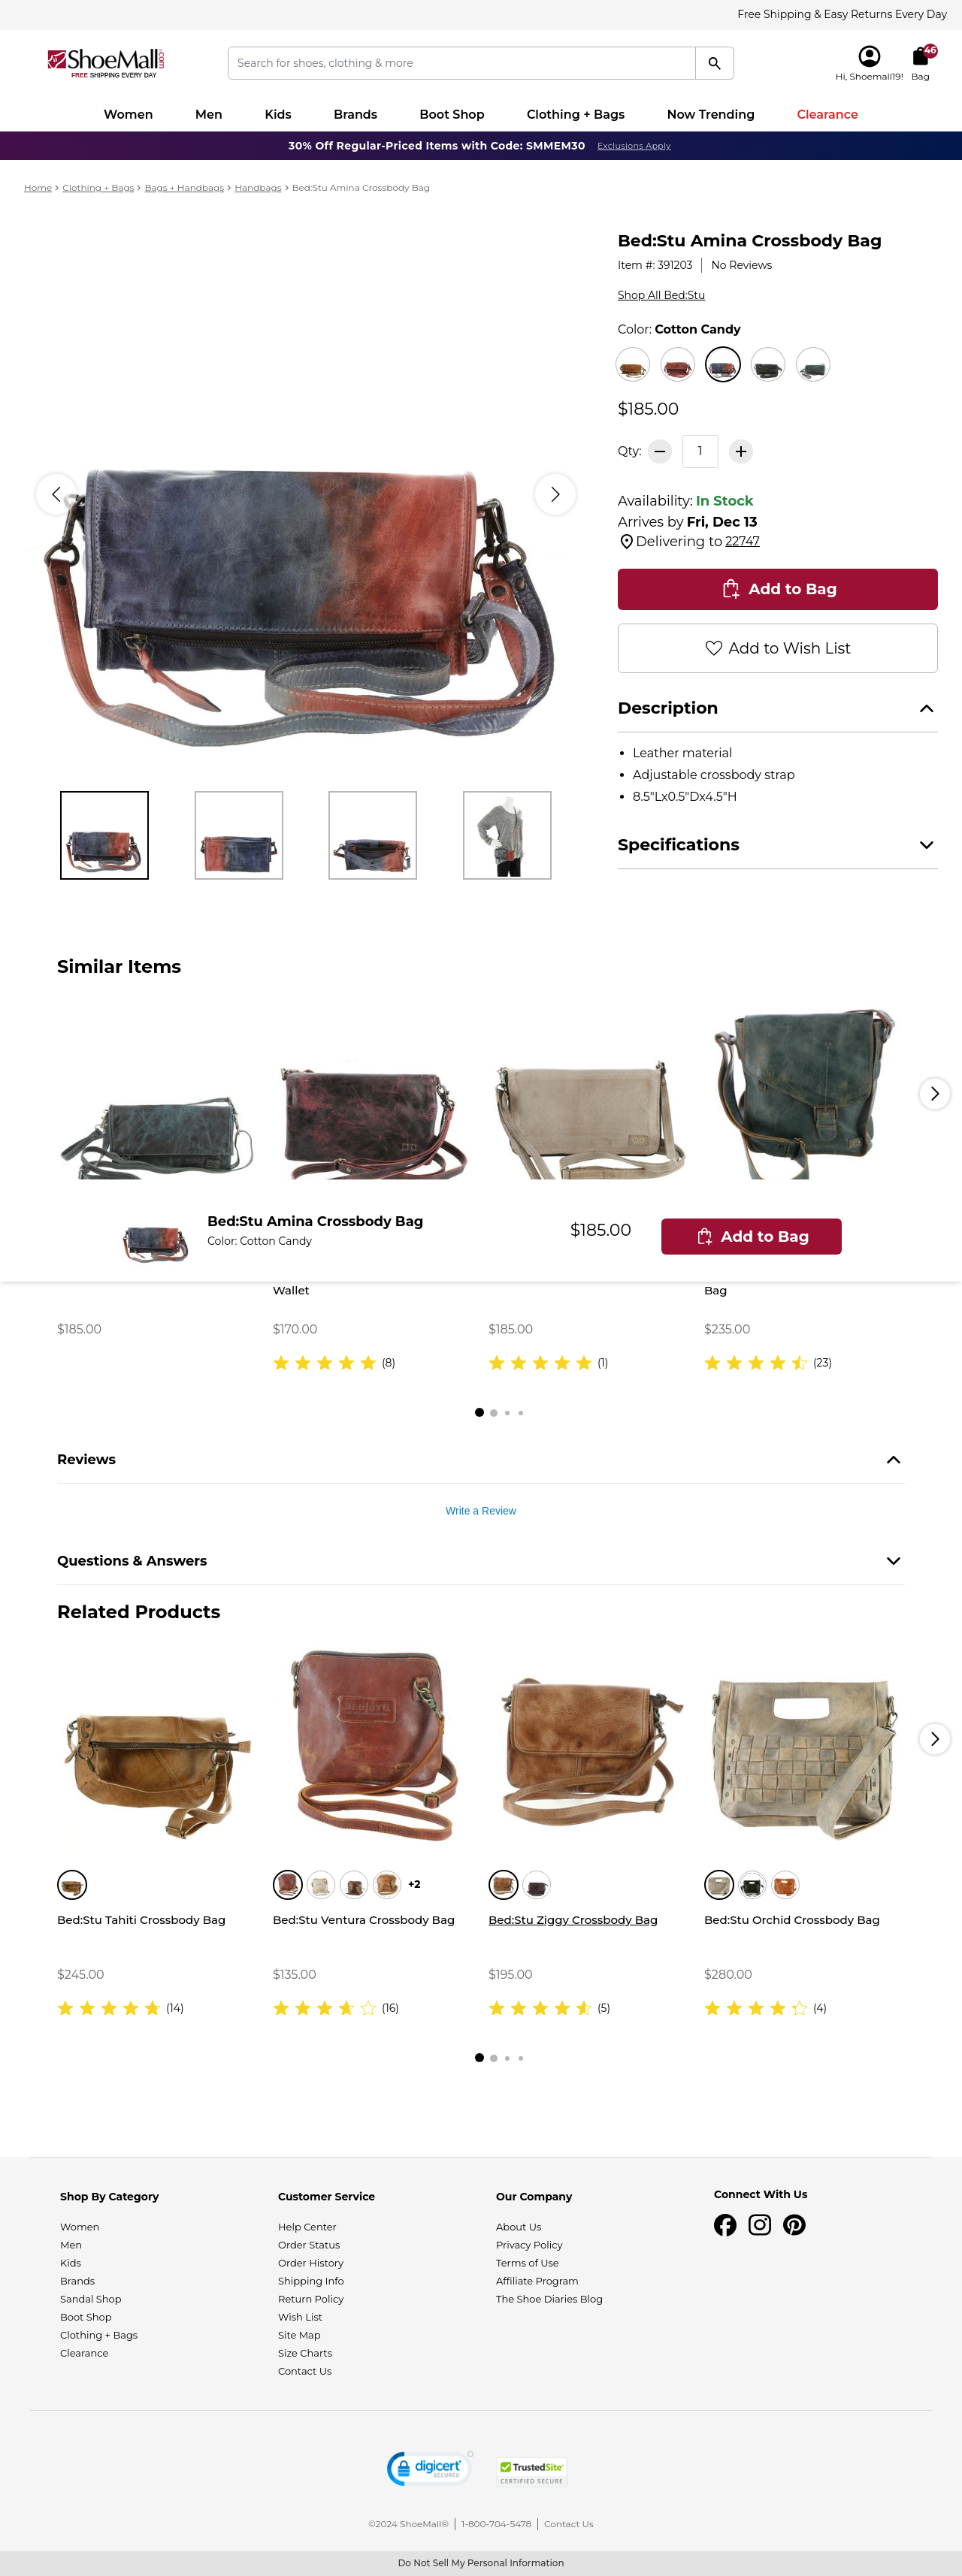 Free Shipping & Easy Returns Every Day
ShoeMall.com
FREE SHIPPING EVERY DAY
Search for shoes, clothing & more
Hi, Shoemall19!
46
Bag
Women Men Kids Brands Boot Shop Clothing + Bags Now Trending Clearance
30% Off Regular-Priced Items with Code: SMMEM30 Exclusions Apply
Home > Clothing + Bags > Bags + Handbags > Handbags > Bed:Stu Amina Crossbody Bag
Bed:Stu Amina Crossbody Bag
Item #: 391203 No Reviews
Shop All Bed:Stu
Color: Cotton Candy
$185.00
Qty: 1
Availability: In Stock
Arrives by Fri, Dec 13
Delivering to 22747
Add to Bag
Add to Wish List
Description
• Leather material
• Adjustable crossbody strap
• 8.5"Lx0.5"Dx4.5"H
Specifications
Similar Items
Bed:Stu Amina Crossbody Bag
Color: Cotton Candy
$185.00
Add to Bag
Wallet
Bag
$185.00
$170.00
$185.00
$235.00
(8)
(1)
(23)
Reviews
Write a Review
Questions & Answers
Related Products
BED|STU
+2
Bed:Stu Tahiti Crossbody Bag
Bed:Stu Ventura Crossbody Bag
Bed:Stu Ziggy Crossbody Bag
Bed:Stu Orchid Crossbody Bag
$245.00
$135.00
$195.00
$280.00
(14)
(16)
(5)
(4)
Shop By Category
Women
Men
Kids
Brands
Sandal Shop
Boot Shop
Clothing + Bags
Clearance
Customer Service
Help Center
Order Status
Order History
Shipping Info
Return Policy
Wish List
Site Map
Size Charts
Contact Us
Our Company
About Us
Privacy Policy
Terms of Use
Affiliate Program
The Shoe Diaries Blog
Connect With Us
digicert
SECURED
TrustedSite
CERTIFIED SECURE
©2024 ShoeMall® 1-800-704-5478 Contact Us
Do Not Sell My Personal Information